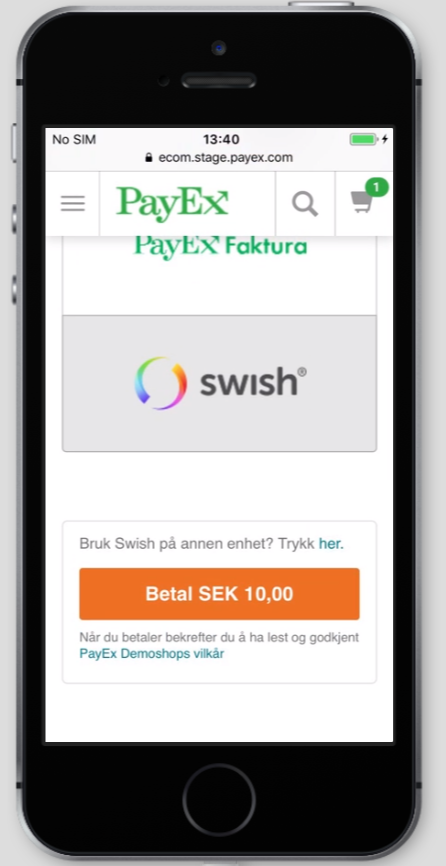 No SIM 13:40
ecom.stage.payex.com
PayEx 1
PayEx Faktura
swish®
Bruk Swish på annen enhet? Trykk her.
Betal SEK 10,00
Når du betaler bekrefter du å ha lest og godkjent
PayEx Demoshops vilkår